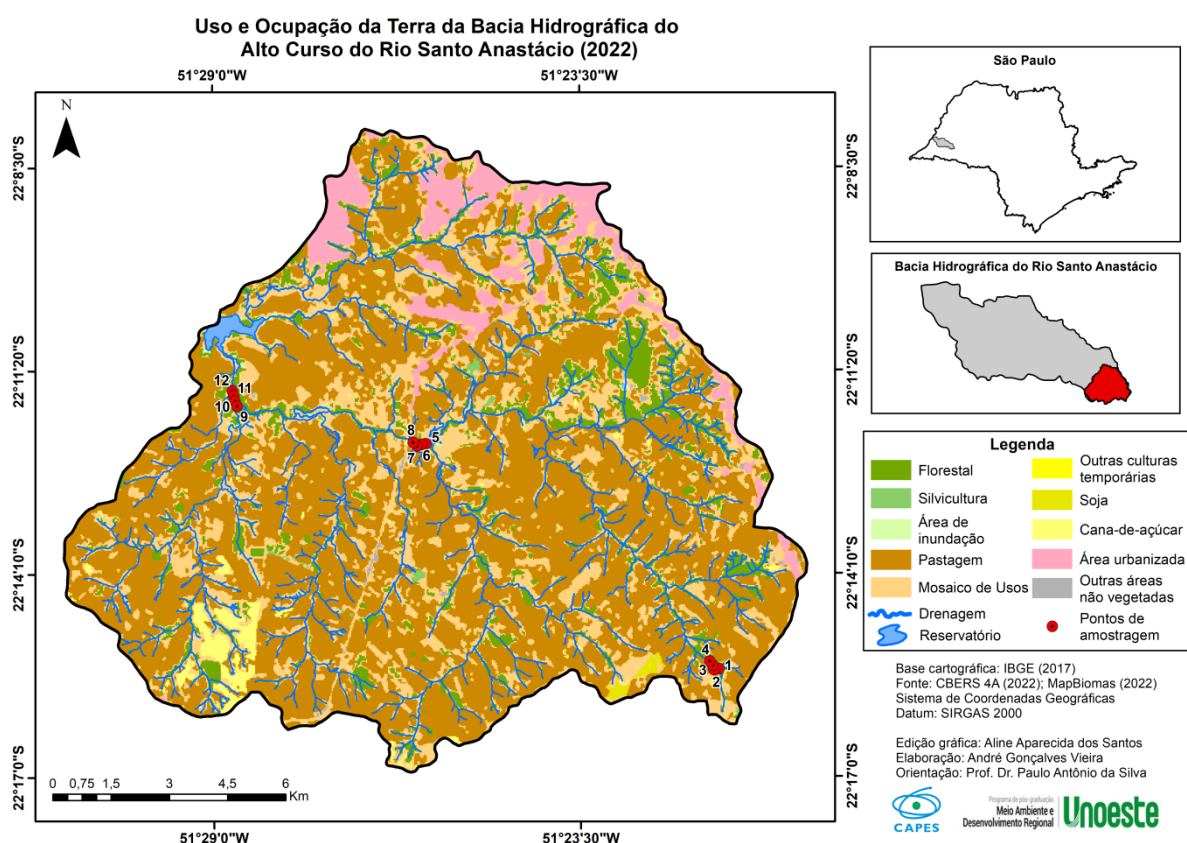 Uso e Ocupação da Terra da Bacia Hidrográfica do
Alto Curso do Rio Santo Anastácio (2022)
51°29'0"W
51°23'30"W
N
22°8'30"S
22°8'30"S
22°11'20"S
22°11'20"S
22°14'10"S
22°14'10"S
22°17'0"S
22°17'0"S
12
11
10
9
8
5
7
6
4
1
3
2
0 0,75 1,5 3 4,5 6
Km
51°29'0"W
51°23'30"W
São Paulo
Bacia Hidrográfica do Rio Santo Anastácio
Legenda
Florestal
Silvicultura
Área de
inundação
Pastagem
Mosaico de Usos
Drenagem
Reservatório
Outras culturas
temporárias
Soja
Cana-de-açúcar
Área urbanizada
Outras áreas
não vegetadas
Pontos de
amostragem
Base cartográfica: IBGE (2017)
Fonte: CBERS 4A (2022); MapBiomas (2022)
Sistema de Coordenadas Geográficas
Datum: SIRGAS 2000
Edição gráfica: Aline Aparecida dos Santos
Elaboração: André Gonçalves Vieira
Orientação: Prof. Dr. Paulo Antônio da Silva
CAPES
Programa de pós-graduação
Meio Ambiente e
Desenvolvimento Regional
Unoeste